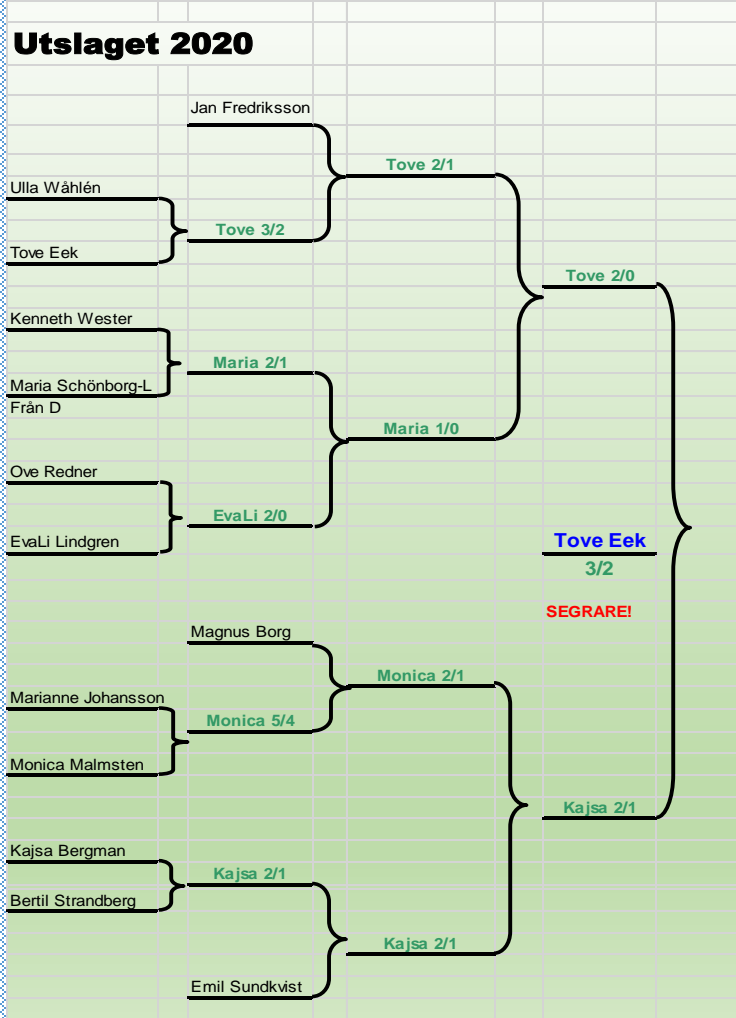 Utslaget 2020
Jan Fredriksson
Tove 2/1
Ulla Wåhlén
Tove 3/2
Tove Eek
Tove 2/0
Kenneth Wester
Maria 2/1
Maria Schönborg-L
Från D
Maria 1/0
Ove Redner
EvaLi 2/0
EvaLi Lindgren
Tove Eek
3/2
SEGRARE!
Magnus Borg
Monica 2/1
Marianne Johansson
Monica 5/4
Monica Malmsten
Kajsa 2/1
Kajsa Bergman
Kajsa 2/1
Bertil Strandberg
Kajsa 2/1
Emil Sundkvist